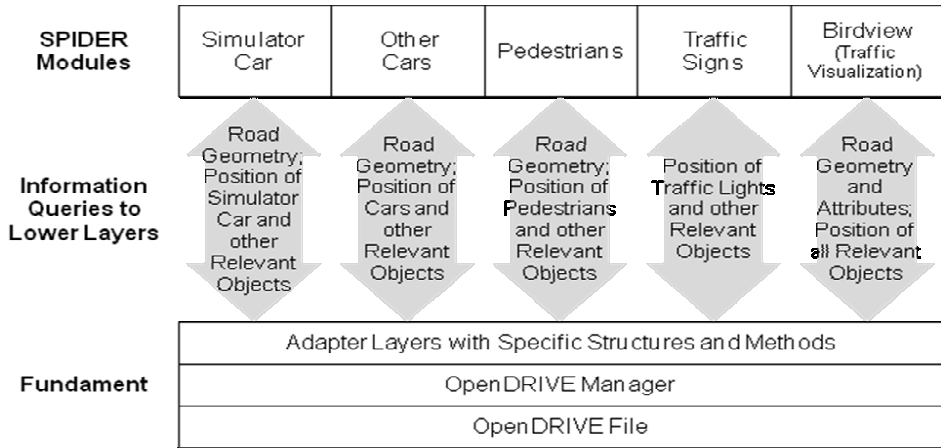 SPIDER
Modules
Simulator
Car
Other
Cars
Pedestrians
Traffic
Signs
Birdview
(Traffic
Visualization)
Information
Queries to
Lower Layers
Road
Geometry;
Position of
Simulator
Car and
other
Relevant
Objects
Road
Geometry;
Position of
Cars and
other
Relevant
Objects
Road
Geometry;
Position of
Pedestrians
and other
Relevant
Objects
Position of
Traffic Lights
and other
Relevant
Objects
Road
Geometry
and
Attributes;
Position of
all Relevant
Objects
Fundament
Adapter Layers with Specific Structures and Methods
OpenDRIVE Manager
OpenDRIVE File